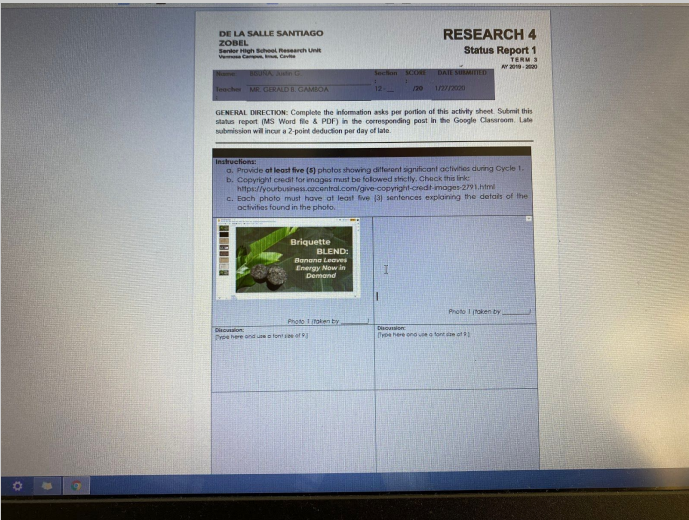 DE LA SALLE SANTIAGO
ZOBEL
Senior High School Research Unit
Vermosa Campus, Imus, Cavite
RESEARCH 4
Status Report 1
TERM 3
AY 2019 - 2020
Name: Section SCORE DATE SUBMITTED
Teacher MR. GERALD B. GAMBOA 12 - /20 1/27/2020
GENERAL DIRECTION: Complete the information asks per portion of this activity sheet. Submit this
status report (MS Word file & PDF) in the corresponding post in the Google Classroom. Late
submission will incur a 2-point deduction per day of late.
Instructions:
a. Provide at least five (5) photos showing different significant activities during Cycle 1.
b. Copyright credit for images must be followed strictly. Check this link:
https://yourbusiness.azcentral.com/give-copyright-credit-images-2791.html
c. Each photo must have at least five (3) sentences explaining the details of the
activities found in the photo.
Briquette
BLEND:
Banana Leaves
Energy Now in
Demand
Photo 1 (taken by ________)
Photo 1 (taken by ________)
Discussion:
[Type here and use a font size of 9.]
Discussion:
[Type here and use a font size of 9.]